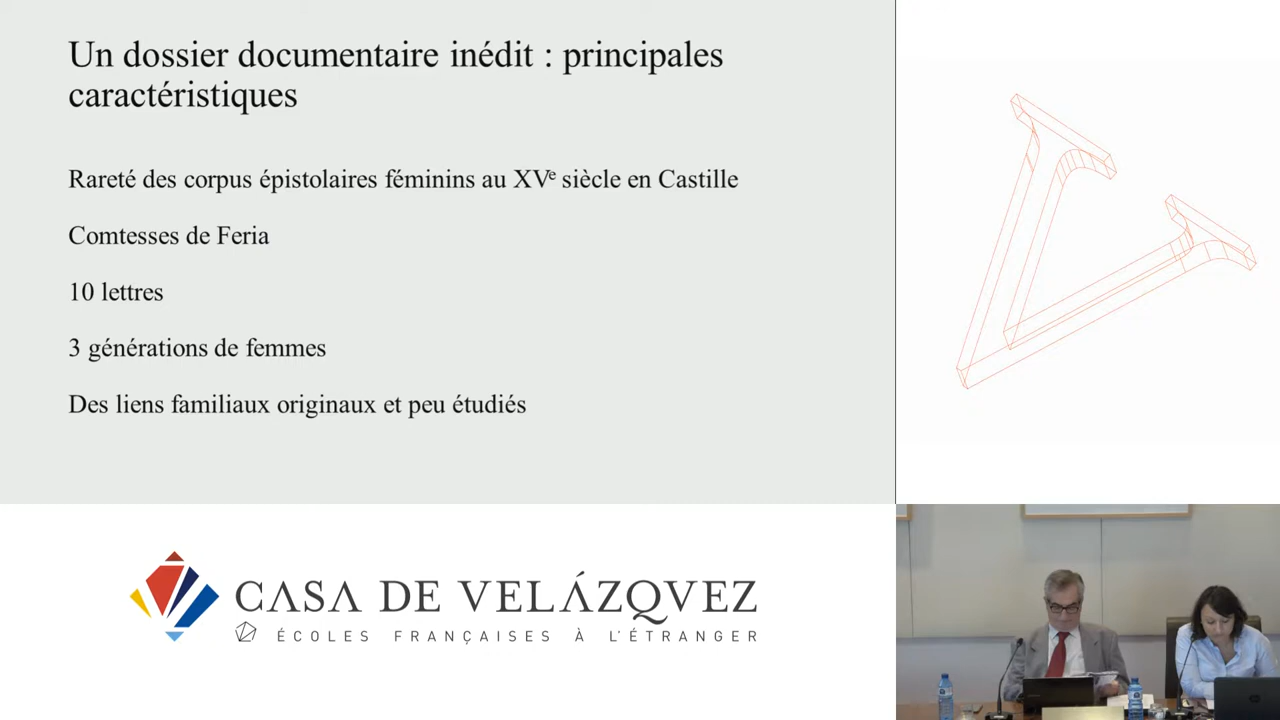 Un dossier documentaire inédit : principales
caractéristiques
Rareté des corpus épistolaires féminins au XVe siècle en Castille
Comtesses de Feria
10 lettres
3 générations de femmes
Des liens familiaux originaux et peu étudiés
CASA DE VELÁZQVEZ
ÉCOLES FRANÇAISES À L'ÉTRANGER